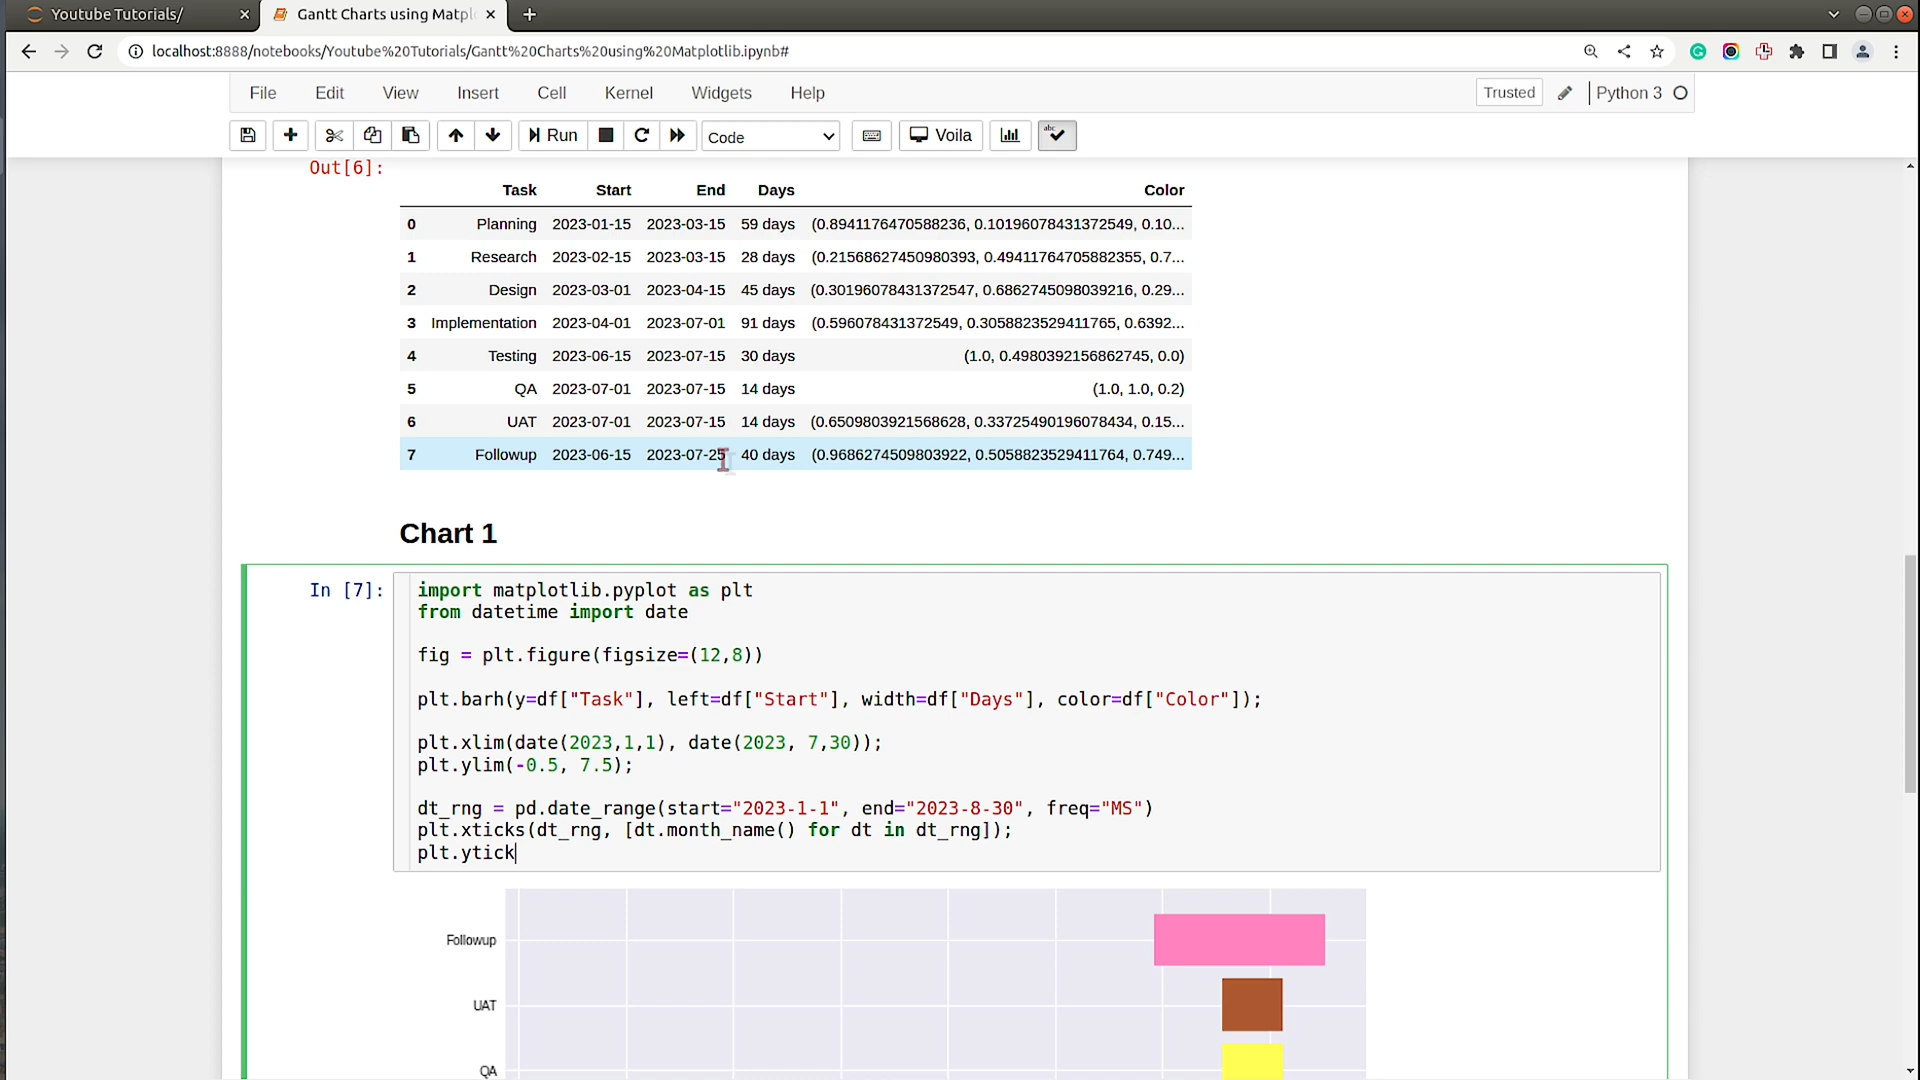 Youtube Tutorials/
Gantt Charts using Matpl
localhost:8888/notebooks/Youtube%20Tutorials/Gantt%20Charts%20using%20Matplotlib.ipynb#
File Edit View Insert Cell Kernel Widgets Help Trusted Python 3
Run Code Voila abc
Out[6]:
Task Start End Days Color
0 Planning 2023-01-15 2023-03-15 59 days (0.8941176470588236, 0.10196078431372549, 0.10...
1 Research 2023-02-15 2023-03-15 28 days (0.21568627450980393, 0.49411764705882355, 0.7...
2 Design 2023-03-01 2023-04-15 45 days (0.30196078431372547, 0.6862745098039216, 0.29...
3 Implementation 2023-04-01 2023-07-01 91 days (0.596078431372549, 0.3058823529411765, 0.6392...
4 Testing 2023-06-15 2023-07-15 30 days (1.0, 0.4980392156862745, 0.0)
5 QA 2023-07-01 2023-07-15 14 days (1.0, 1.0, 0.2)
6 UAT 2023-07-01 2023-07-15 14 days (0.6509803921568628, 0.33725490196078434, 0.15...
7 Followup 2023-06-15 2023-07-25 40 days (0.9686274509803922, 0.5058823529411764, 0.749...
Chart 1
In [7]:
import matplotlib.pyplot as plt
from datetime import date
fig = plt.figure(figsize=(12,8))
plt.barh(y=df["Task"], left=df["Start"], width=df["Days"], color=df["Color"]);
plt.xlim(date(2023,1,1), date(2023, 7,30));
plt.ylim(-0.5, 7.5);
dt_rng = pd.date_range(start="2023-1-1", end="2023-8-30", freq="MS")
plt.xticks(dt_rng, [dt.month_name() for dt in dt_rng]);
plt.ytick
Followup
UAT
QA